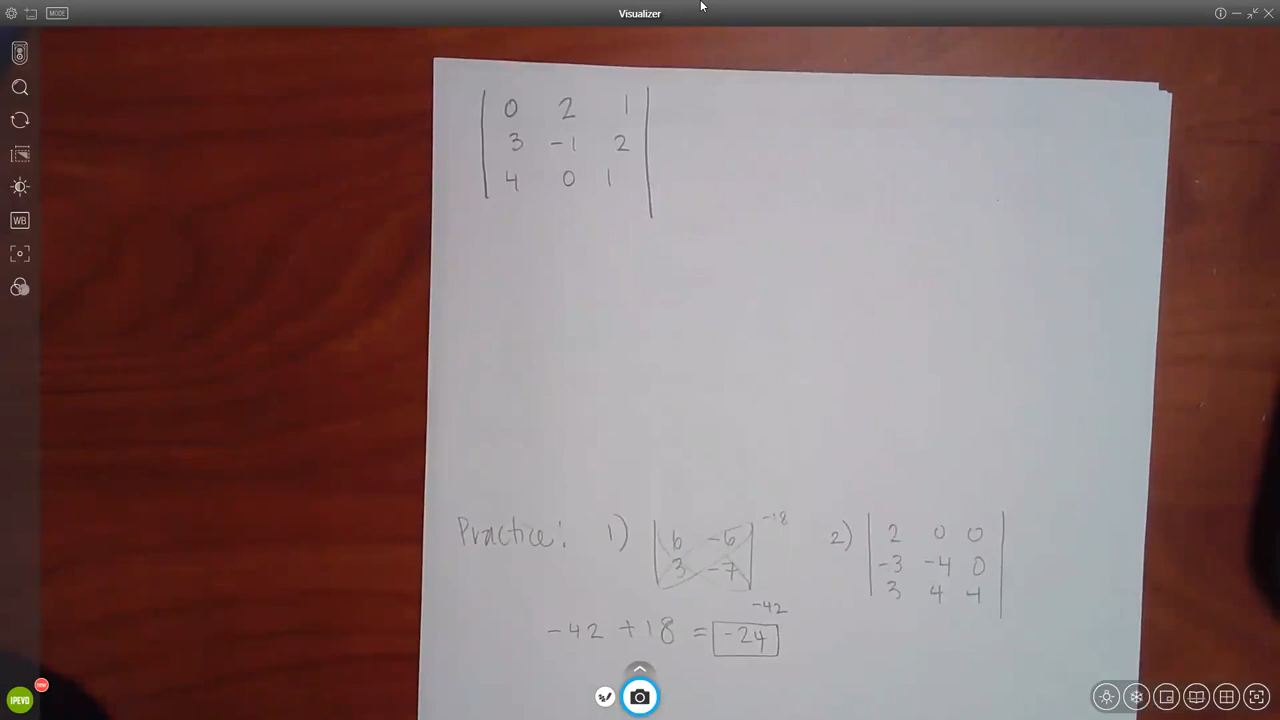 MODE
Visualizer
WB
0 2 1
3 -1 2
4 0 1
Practice: 1) 2)
6 -6 -18
3 -7 -42
2 0 0
-3 -4 0
3 4 4
-42 + 18 = -24
IPEVO
new